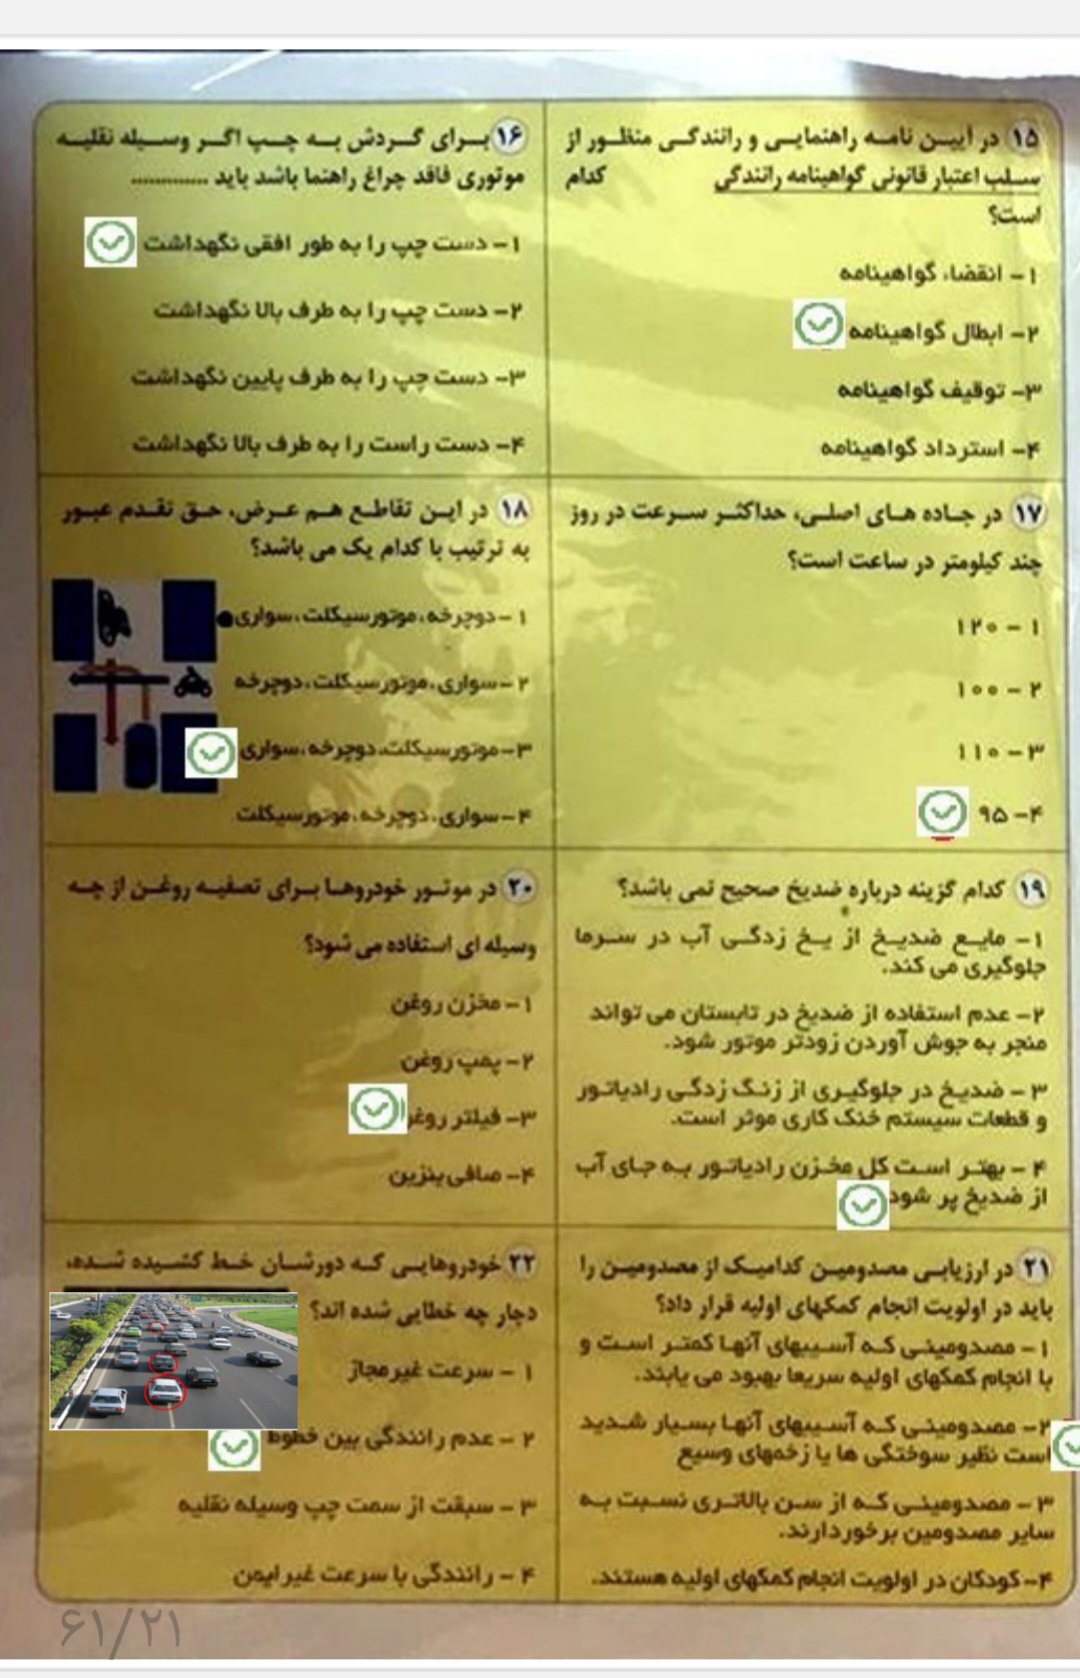 ۱۵ در آیین نامه راهنمایی و رانندگی منظور از
سلب اعتبار قانونی گواهینامه رانندگی کدام
است؟
۱- انقضاء گواهینامه
۲- ابطال گواهینامه
۳- توقیف گواهینامه
۴- استرداد گواهینامه
۱۶ برای گردش به چپ اگر وسیله نقلیه
موتوری فاقد چراغ راهنما باشد باید .............
۱- دست چپ را به طور افقی نگهداشت
۲- دست چپ را به طرف بالا نگهداشت
۳- دست چپ را به طرف پایین نگهداشت
۴- دست راست را به طرف بالا نگهداشت
۱۷ در جاده های اصلی، حداکثر سرعت در روز
چند کیلومتر در ساعت است؟
۱ - ۱۲۰
۲ - ۱۰۰
۳ - ۱۱۰
۴- ۹۵
۱۸ در این تقاطع هم عرض، حق تقدم عبور
به ترتیب با کدام یک می باشد؟
۱- دوچرخه، موتورسیکلت، سواری
۲- سواری، موتورسیکلت، دوچرخه
۳- موتورسیکلت، دوچرخه، سواری
۴- سواری، دوچرخه، موتورسیکلت
۱۹ کدام گزینه درباره ضدیخ صحیح نمی باشد؟
۱- مایع ضدیخ از یخ زدگی آب در سرما
جلوگیری می کند.
۲- عدم استفاده از ضدیخ در تابستان می تواند
منجر به جوش آوردن زودتر موتور شود.
۳- ضدیخ در جلوگیری از زنگ زدگی رادیاتور
و قطعات سیستم خنک کاری موثر است.
۴- بهتر است کل مخزن رادیاتور به جای آب
از ضدیخ پر شود
۲۰ در موتور خودروها برای تصفیه روغن از چه
وسیله ای استفاده می شود؟
۱- مخزن روغن
۲- پمپ روغن
۳- فیلتر روغن
۴- صافی بنزین
۲۱ در ارزیابی مصدومین کدامیک از مصدومین را
باید در اولویت انجام کمکهای اولیه قرار داد؟
۱- مصدومینی که آسیبهای آنها کمتر است و
با انجام کمکهای اولیه سریعا بهبود می یابند.
۲- مصدومینی که آسیبهای آنها بسیار شدید
است نظیر سوختگی ها یا زخمهای وسیع
۳- مصدومینی که از سن بالاتری نسبت به
سایر مصدومین برخوردارند.
۴- کودکان در اولویت انجام کمکهای اولیه هستند.
۲۲ خودروهایی که دورشان خط کشیده شده،
دچار چه خطایی شده اند؟
۱ - سرعت غیرمجاز
۲ - عدم رانندگی بین خطوط
۳ - سبقت از سمت چپ وسیله نقلیه
۴ - رانندگی با سرعت غیرایمن
۶۱/۲۱